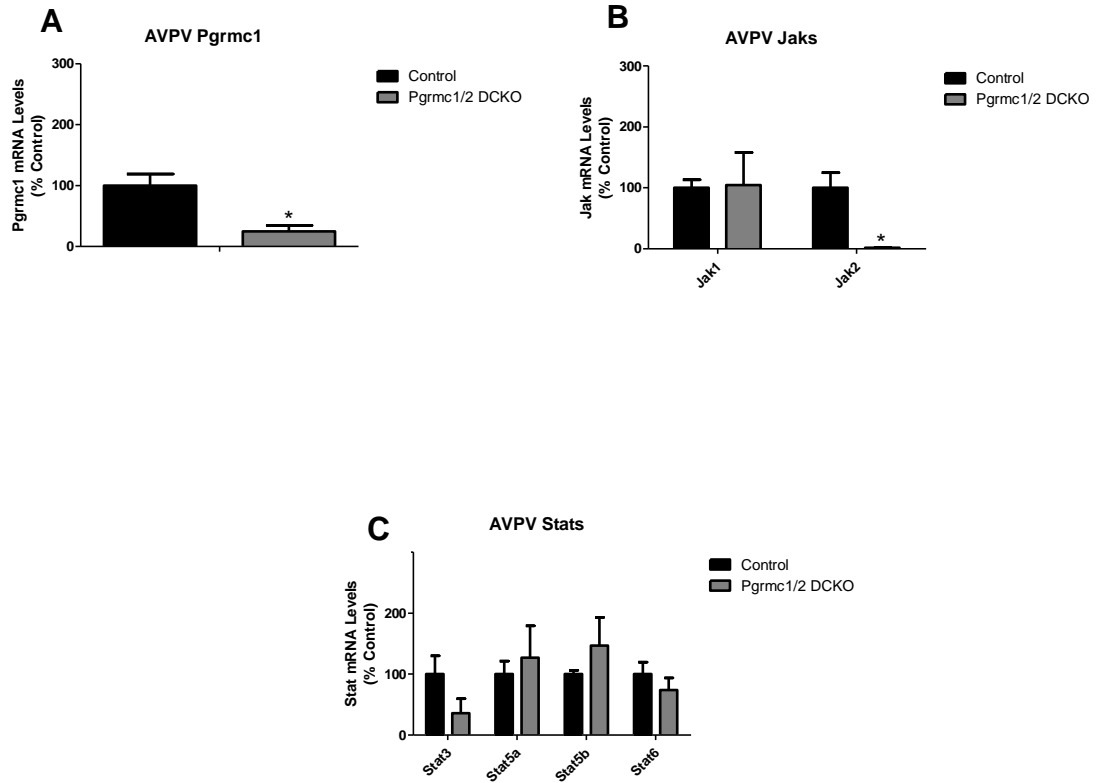 A
AVPV Pgrmc1
Pgrmc1 mRNA Levels
(% Control)
300
200
100
0
*
Control
Pgrmc1/2 DCKO
B
AVPV Jaks
Jak mRNA Levels
(% Control)
300
200
100
0
*
Jak1
Jak2
Control
Pgrmc1/2 DCKO
C
AVPV Stats
Stat mRNA Levels
(% Control)
200
100
0
Stat3
Stat5a
Stat5b
Stat6
Control
Pgrmc1/2 DCKO